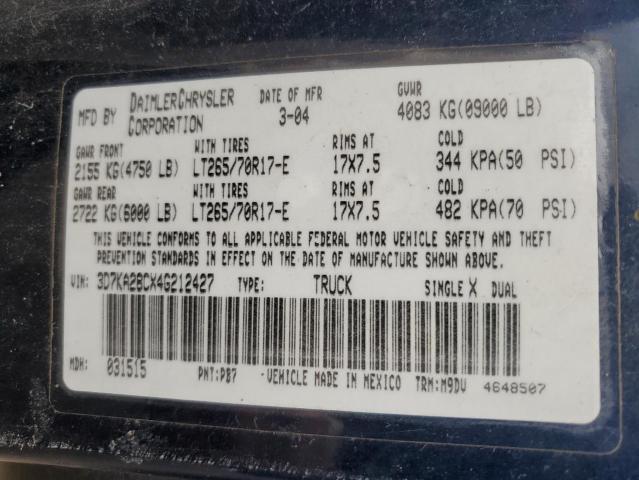 MFD BY DAIMLERCHRYSLER CORPORATION DATE OF MFR 3-04 GVWR 4083 KG(09000 LB)
GAWR FRONT WITH TIRES RIMS AT COLD
2155 KG(4750 LB) LT265/70R17-E 17X7.5 344 KPA(50 PSI)
GAWR REAR WITH TIRES RIMS AT COLD
2722 KG(6000 LB) LT265/70R17-E 17X7.5 482 KPA(70 PSI)
THIS VEHICLE CONFORMS TO ALL APPLICABLE FEDERAL MOTOR VEHICLE SAFETY AND THEFT
PREVENTION STANDARDS IN EFFECT ON THE DATE OF MANUFACTURE SHOWN ABOVE.
VIN: 3D7KA28CX4G212427 TYPE: TRUCK SINGLE X DUAL
MDH: 031515 PNT:PB7 VEHICLE MADE IN MEXICO TRM:M9DV 4648507